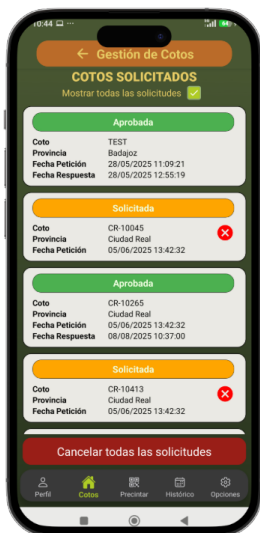 10:44
← Gestión de Cotos
COTOS SOLICITADOS
Mostrar todas las solicitudes
Aprobada
Coto TEST
Provincia Badajoz
Fecha Petición 28/05/2025 11:09:21
Fecha Respuesta 28/05/2025 12:55:19
Solicitada
Coto CR-10045
Provincia Ciudad Real
Fecha Petición 05/06/2025 13:42:32
Aprobada
Coto CR-10265
Provincia Ciudad Real
Fecha Petición 05/06/2025 13:42:32
Fecha Respuesta 08/08/2025 10:37:00
Solicitada
Coto CR-10413
Provincia Ciudad Real
Fecha Petición 05/06/2025 13:42:32
Cancelar todas las solicitudes
Perfil Cotos Precintar Histórico Opciones